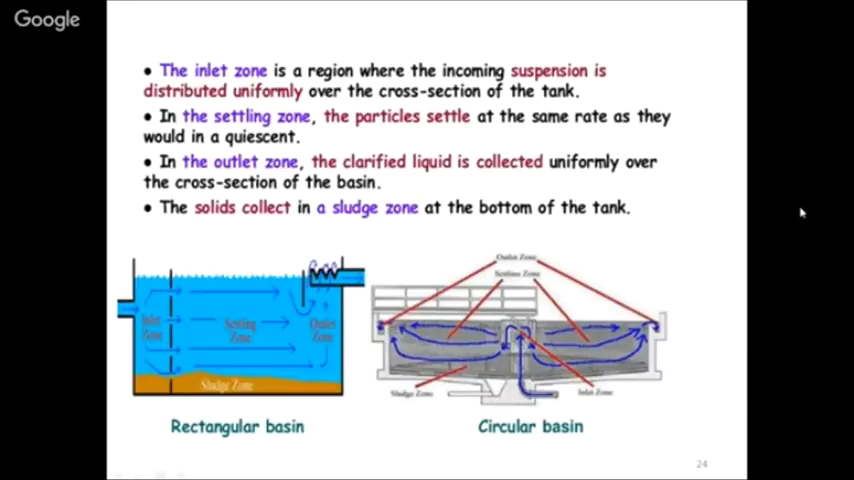 Google
• The inlet zone is a region where the incoming suspension is
distributed uniformly over the cross-section of the tank.
• In the settling zone, the particles settle at the same rate as they
would in a quiescent.
• In the outlet zone, the clarified liquid is collected uniformly over
the cross-section of the basin.
• The solids collect in a sludge zone at the bottom of the tank.
Inlet
Zone
Settling
Zone
Outlet
Zone
Sludge Zone
Outlet Zone
Settling Zone
Sludge Zone
Inlet Zone
Rectangular basin
Circular basin
24